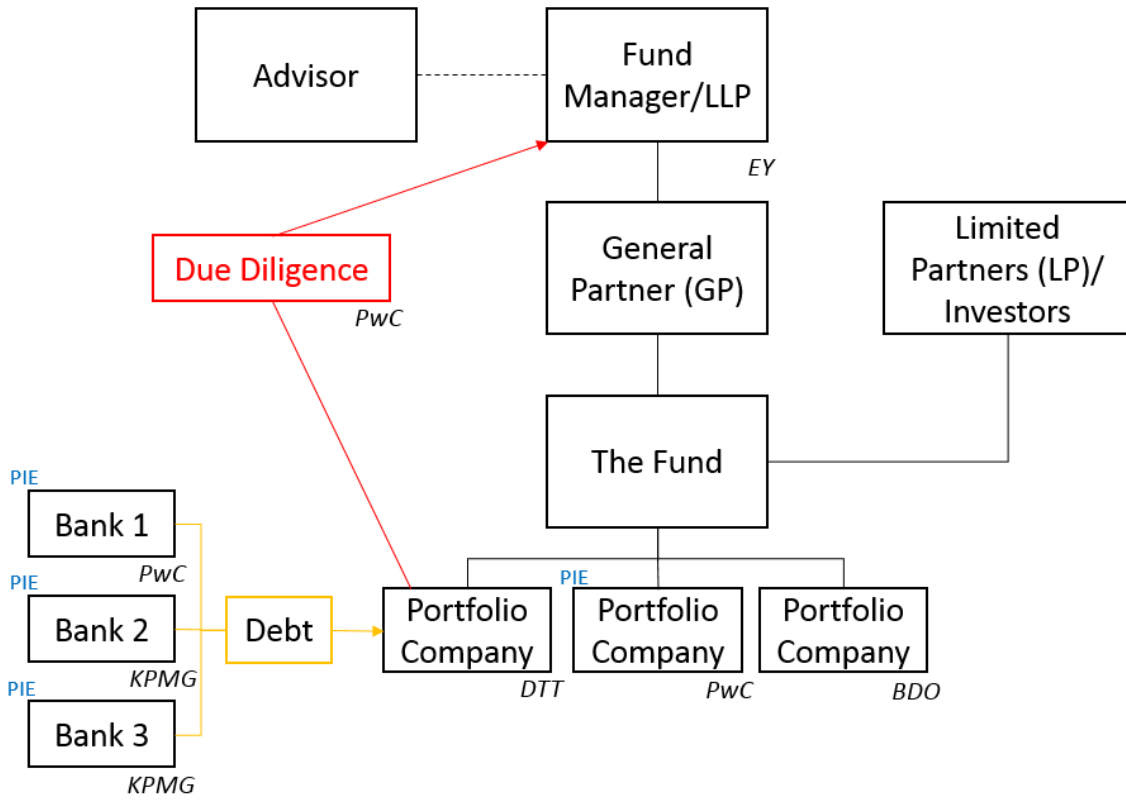 Advisor
Fund
Manager/LLP
EY
Due Diligence
PwC
General
Partner (GP)
Limited
Partners (LP)/
Investors
The Fund
PIE
Bank 1
PwC
PIE
Bank 2
KPMG
PIE
Bank 3
KPMG
Debt
Portfolio
Company
DTT
PIE
Portfolio
Company
PwC
Portfolio
Company
BDO